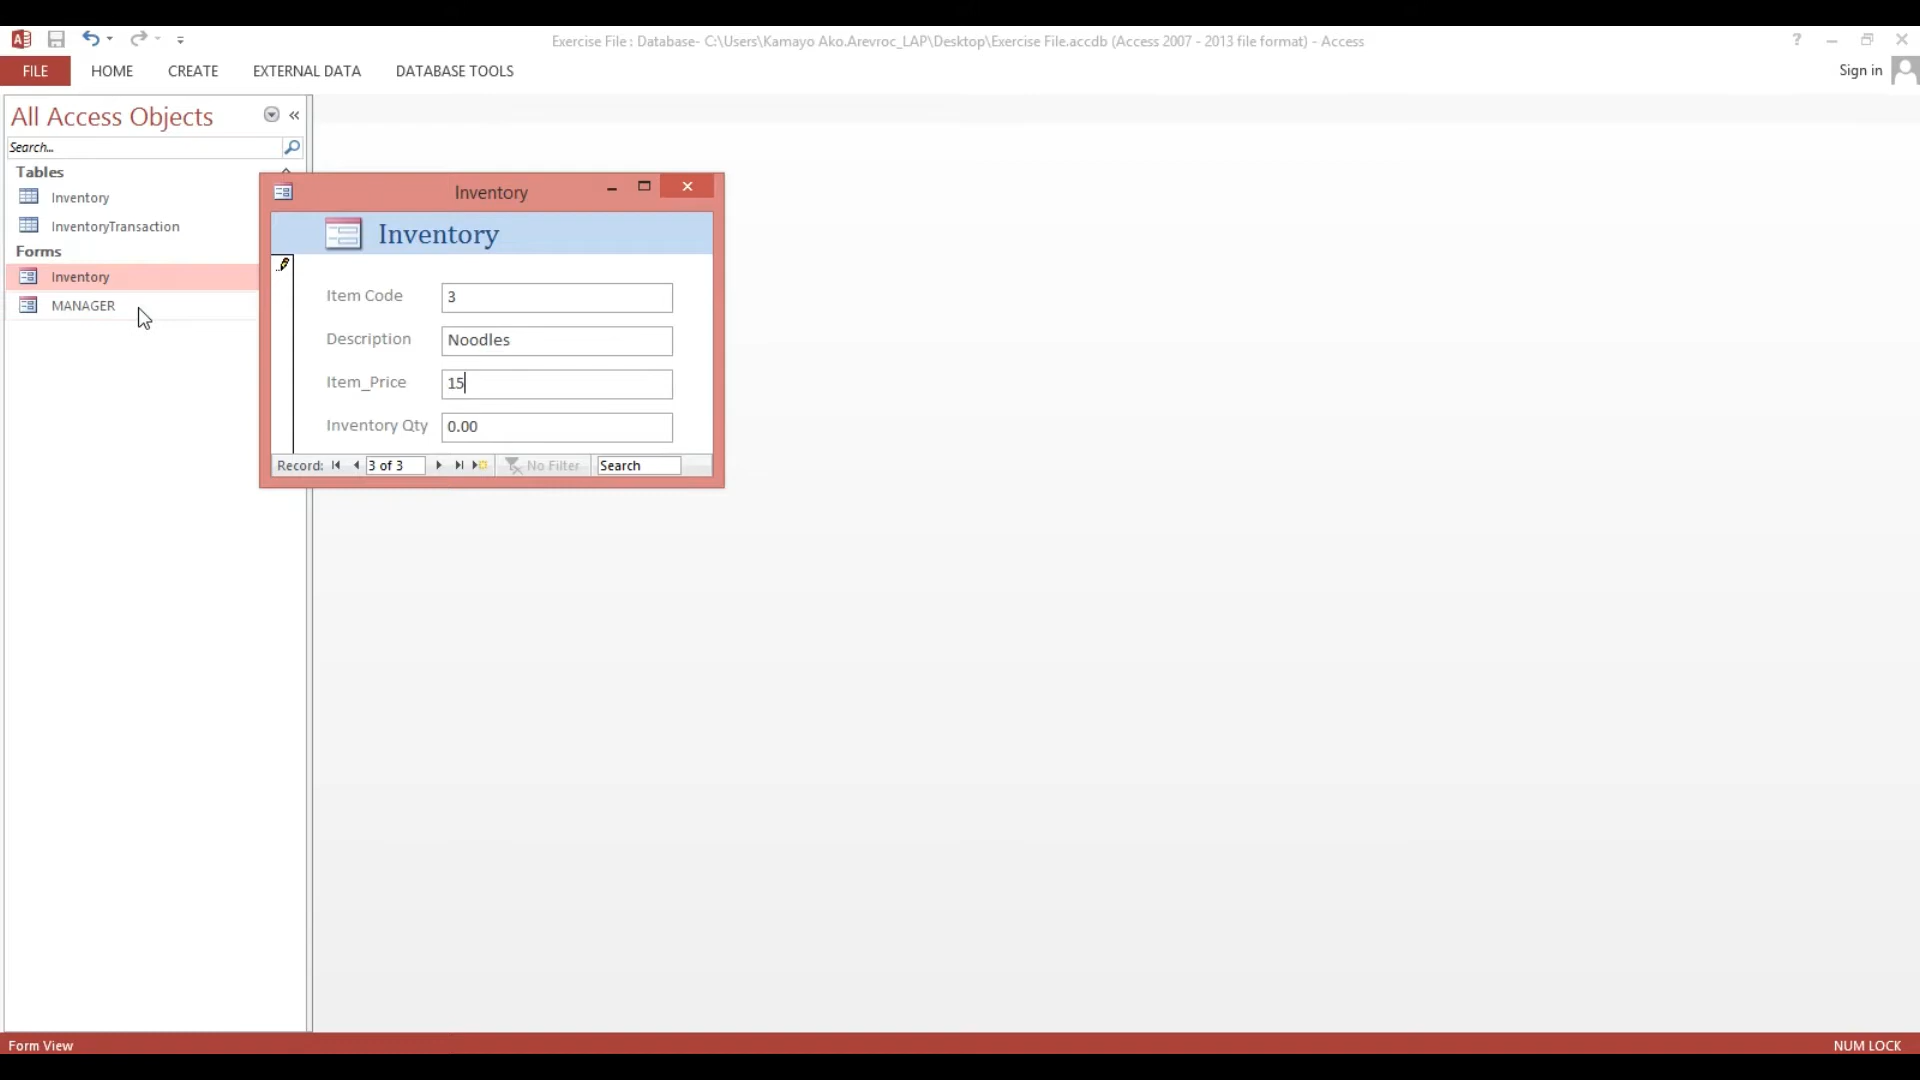 Exercise File : Database- C:\Users\Kamayo Ako.Arevroc_LAP\Desktop\Exercise File.accdb (Access 2007 - 2013 file format) - Access
?
FILE HOME CREATE EXTERNAL DATA DATABASE TOOLS
Sign in
All Access Objects
«
Search...
Tables
Inventory
InventoryTransaction
Forms
Inventory
MANAGER
Inventory
Inventory
Item Code 3
Description Noodles
Item_Price 15
Inventory Qty 0.00
Record: 3 of 3 No Filter Search
Form View
NUM LOCK